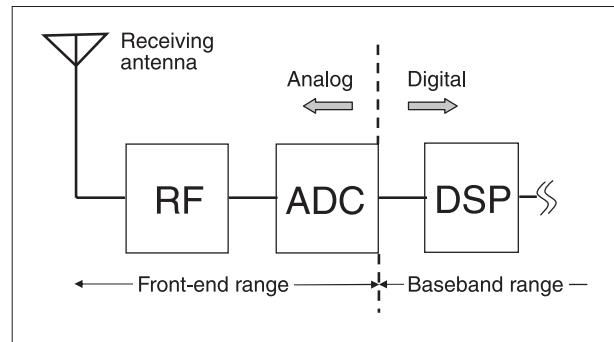 Receiving
antenna
Analog
Digital
RF
ADC
DSP
Front-end range
Baseband range